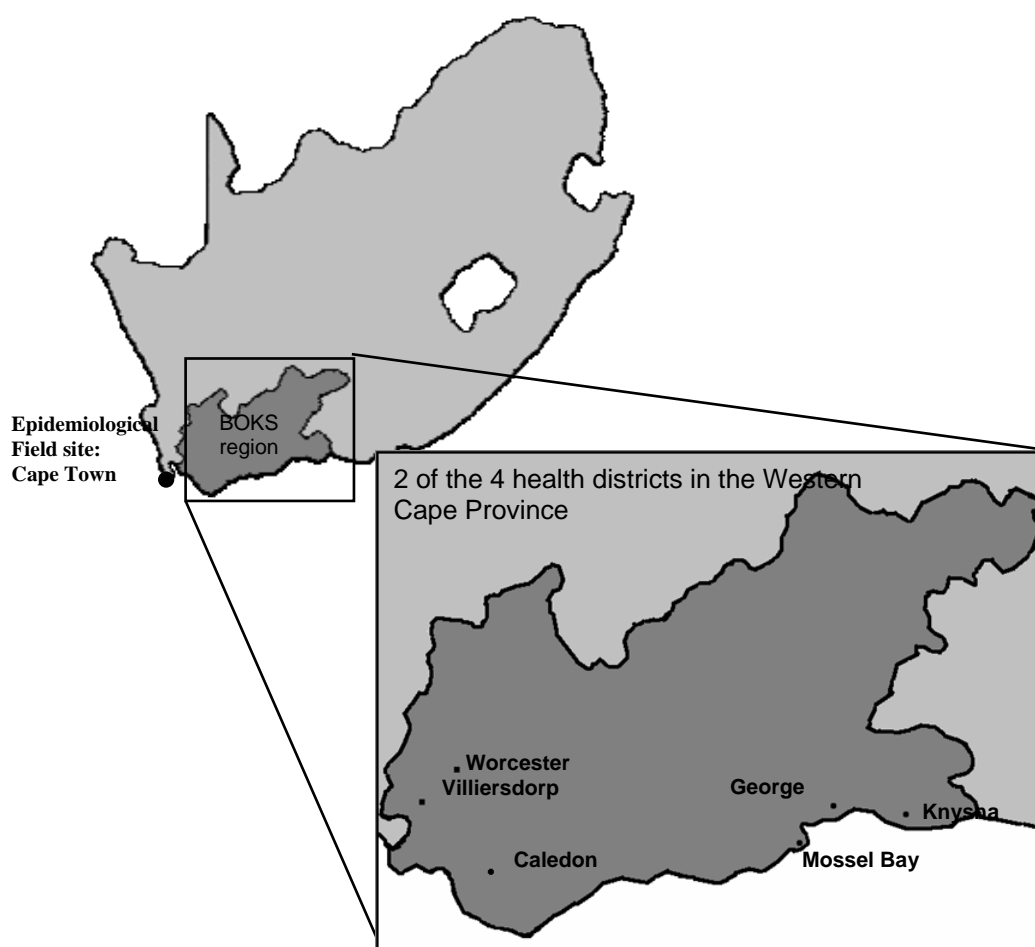 BOKS
region
Epidemiological
Field site:
Cape Town
2 of the 4 health districts in the Western
Cape Province
Worcester
Villiersdorp
George
Knysna
Caledon
Mossel Bay